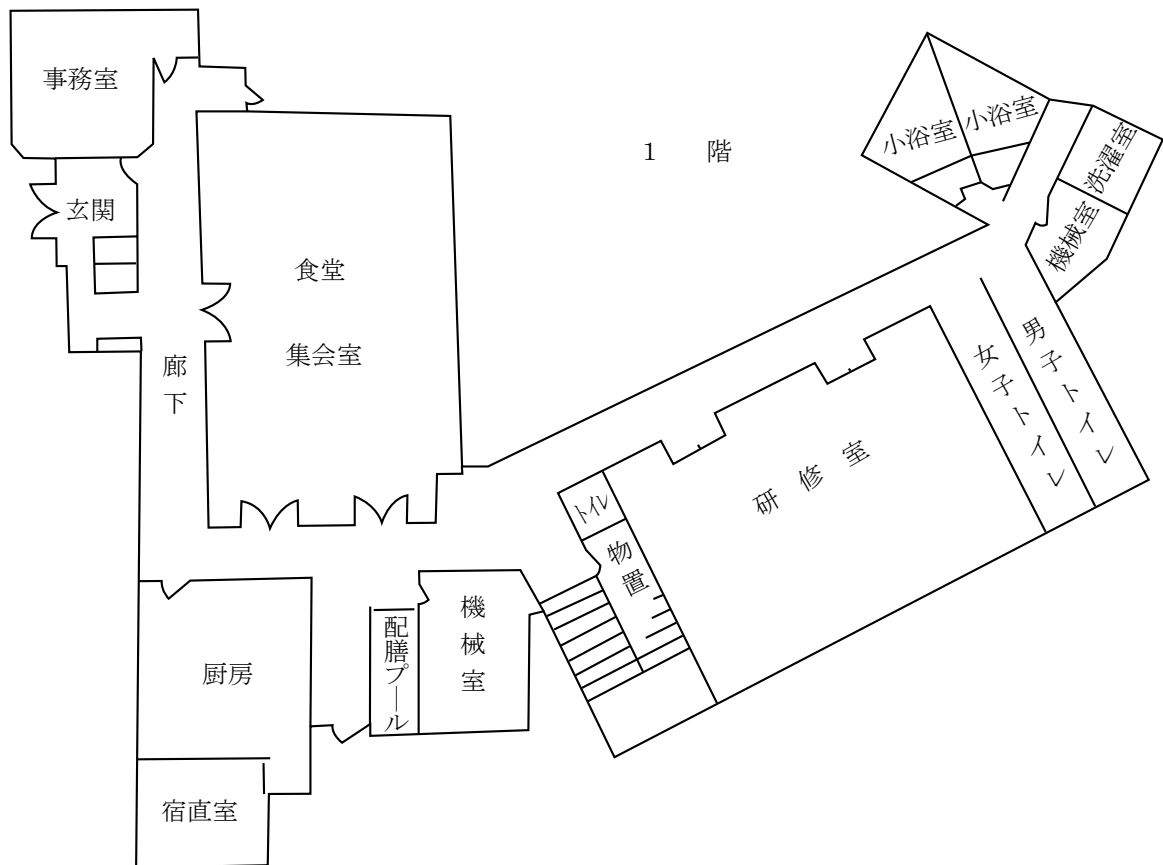 事務室
玄関
廊下
食堂
集会室
1 階
小浴室
小浴室
洗濯室
機械室
男子トイレ
女子トイレ
研修室
トイレ
物置
機械室
配膳プール
厨房
宿直室